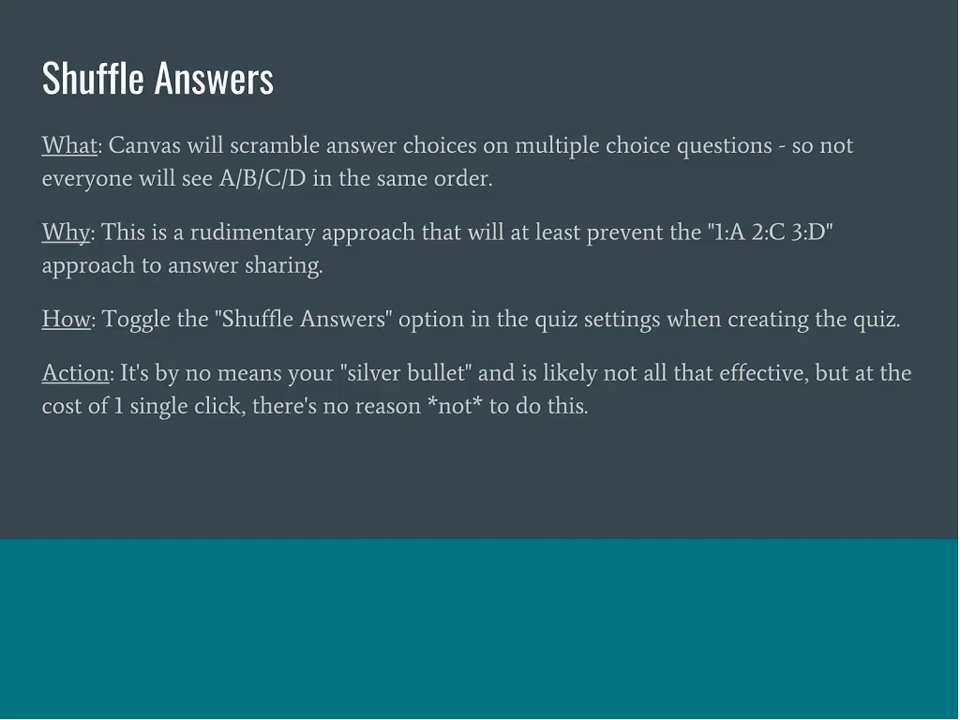 Shuffle Answers
What: Canvas will scramble answer choices on multiple choice questions - so not
everyone will see A/B/C/D in the same order.
Why: This is a rudimentary approach that will at least prevent the "1:A 2:C 3:D"
approach to answer sharing.
How: Toggle the "Shuffle Answers" option in the quiz settings when creating the quiz.
Action: It's by no means your "silver bullet" and is likely not all that effective, but at the
cost of 1 single click, there's no reason *not* to do this.